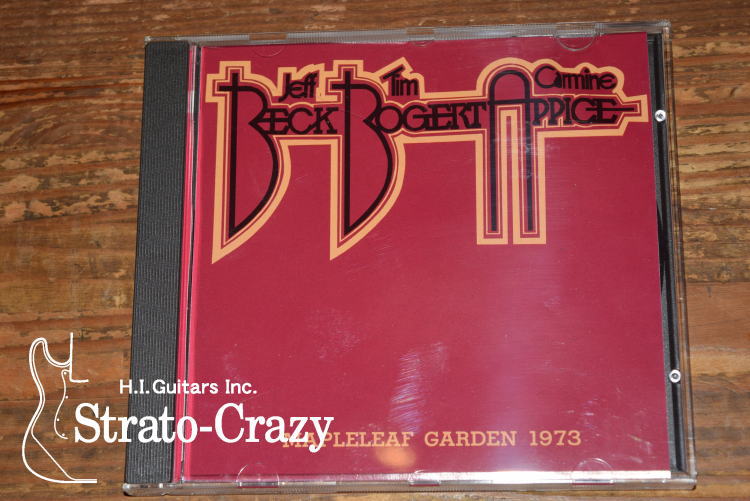 Jeff Tim Carmine
BECK BOGERT APPICE
H.I.Guitars Inc.
Strato-Crazy
MAPLELEAF GARDEN 1973